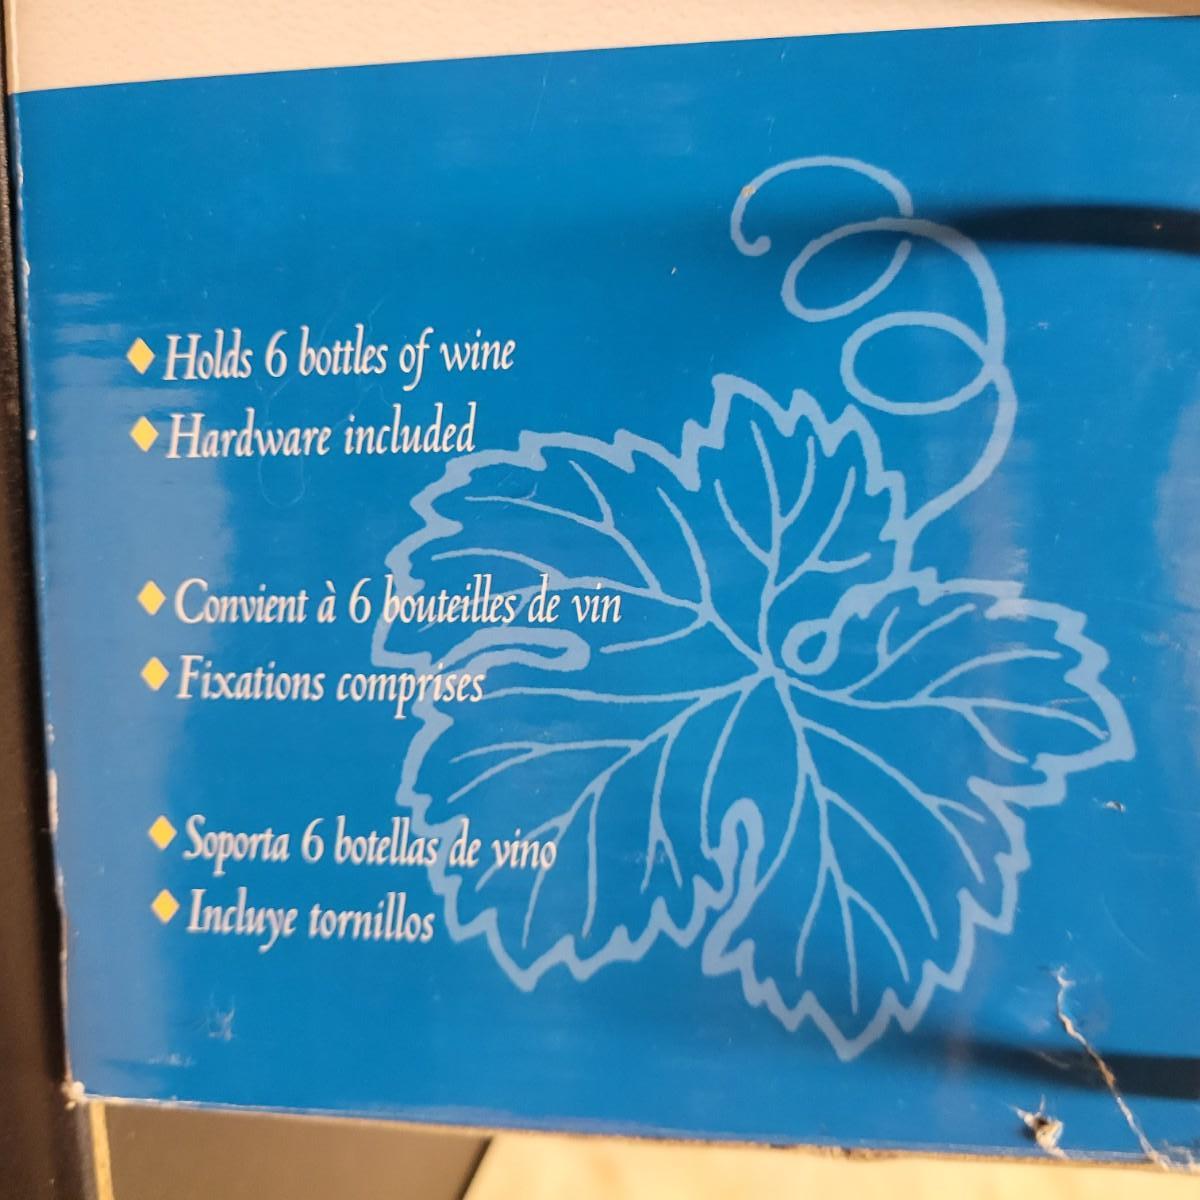 Holds 6 bottles of wine
Hardware included
Convient à 6 bouteilles de vin
Fixations comprises
Soporta 6 botellas de vino
Incluye tornillos